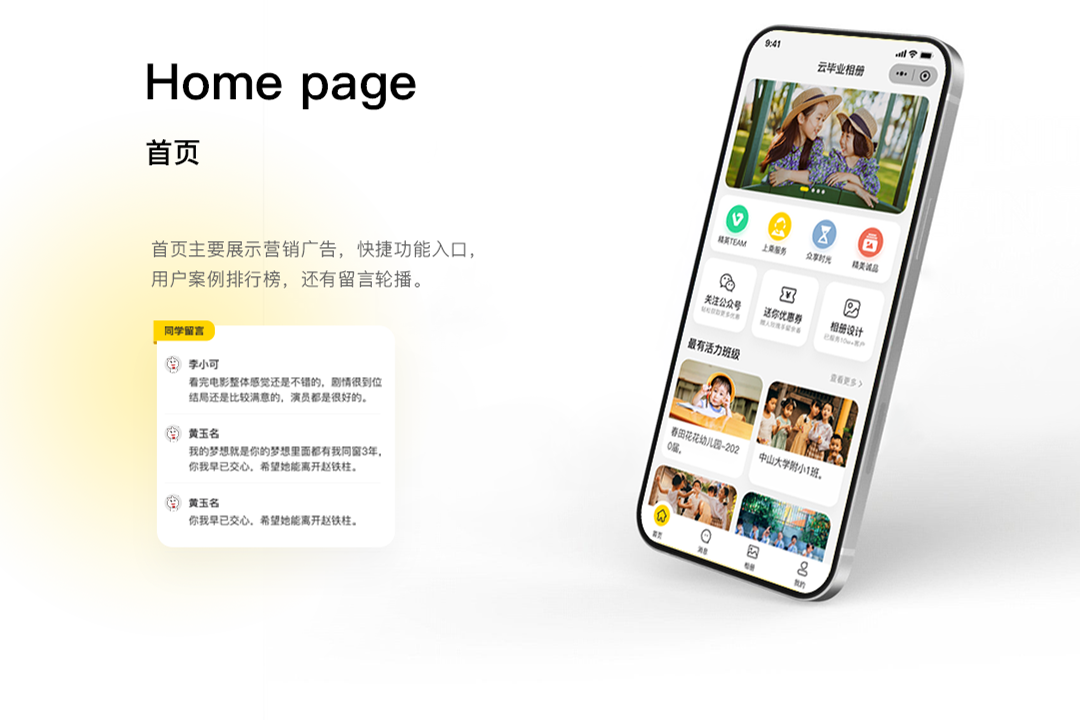 Home page
首页
首页主要展示营销广告，快捷功能入口，
用户案例排行榜，还有留言轮播。
同学留言
李小可
看完电影整体感觉还是不错的，剧情很到位
结局还是比较满意的，演员都是很好的。
黄玉名
我的梦想就是你的梦想里面都有我同窗3年，
你我早已交心，希望她能离开赵铁柱。
黄玉名
你我早已交心，希望她能离开赵铁柱。
9:41
云毕业相册
精英TEAM
上乘服务
众享时光
精美诚品
关注公众号
送你优惠券
相册设计
最有活力班级
查看更多
春田花花幼儿园-202
0届。
中山大学附小1班。
首页
消息
相册
我的